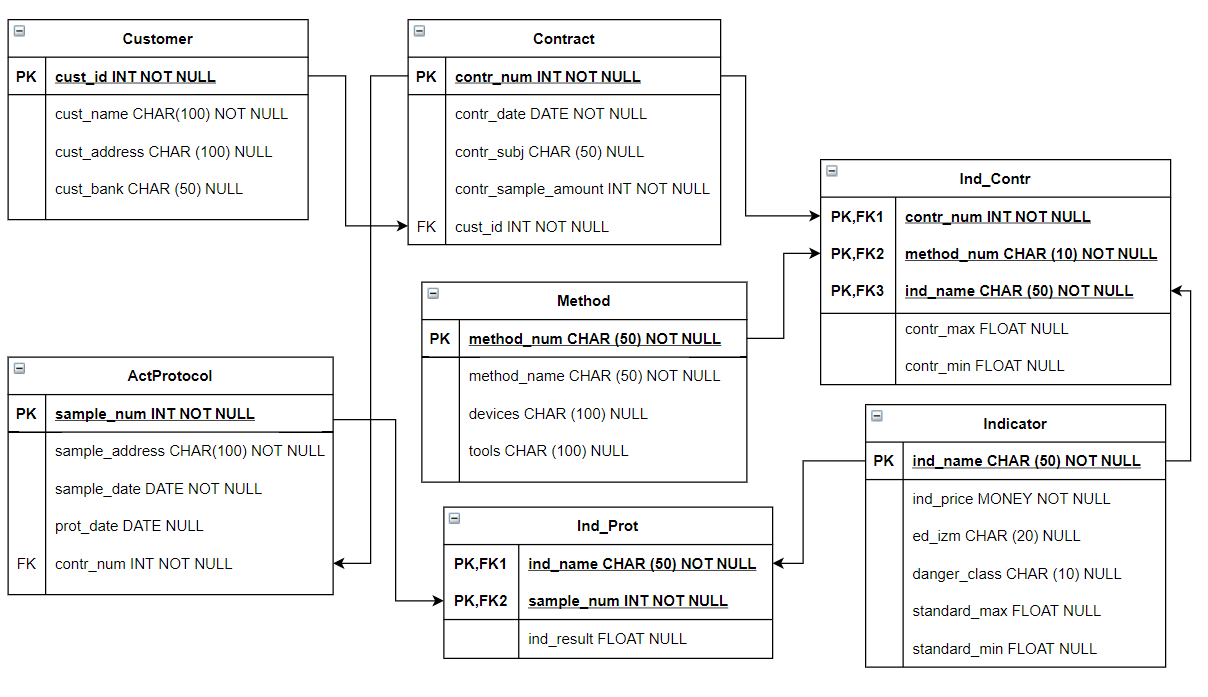 Customer
PK cust_id INT NOT NULL
cust_name CHAR(100) NOT NULL
cust_address CHAR (100) NULL
cust_bank CHAR (50) NULL
Contract
PK contr_num INT NOT NULL
contr_date DATE NOT NULL
contr_subj CHAR (50) NULL
contr_sample_amount INT NOT NULL
FK cust_id INT NOT NULL
Ind_Contr
PK,FK1 contr_num INT NOT NULL
PK,FK2 method_num CHAR (10) NOT NULL
PK,FK3 ind_name CHAR (50) NOT NULL
contr_max FLOAT NULL
contr_min FLOAT NULL
Method
PK method_num CHAR (50) NOT NULL
method_name CHAR (50) NOT NULL
devices CHAR (100) NULL
tools CHAR (100) NULL
ActProtocol
PK sample_num INT NOT NULL
sample_address CHAR(100) NOT NULL
sample_date DATE NOT NULL
prot_date DATE NULL
FK contr_num INT NOT NULL
Ind_Prot
PK,FK1 ind_name CHAR (50) NOT NULL
PK,FK2 sample_num INT NOT NULL
ind_result FLOAT NULL
Indicator
PK ind_name CHAR (50) NOT NULL
ind_price MONEY NOT NULL
ed_izm CHAR (20) NULL
danger_class CHAR (10) NULL
standard_max FLOAT NULL
standard_min FLOAT NULL